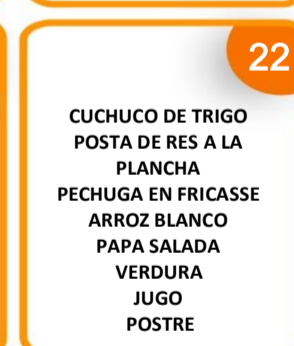 22
CUCHUCO DE TRIGO
POSTA DE RES A LA
PLANCHA
PECHUGA EN FRICASSE
ARROZ BLANCO
PAPA SALADA
VERDURA
JUGO
POSTRE